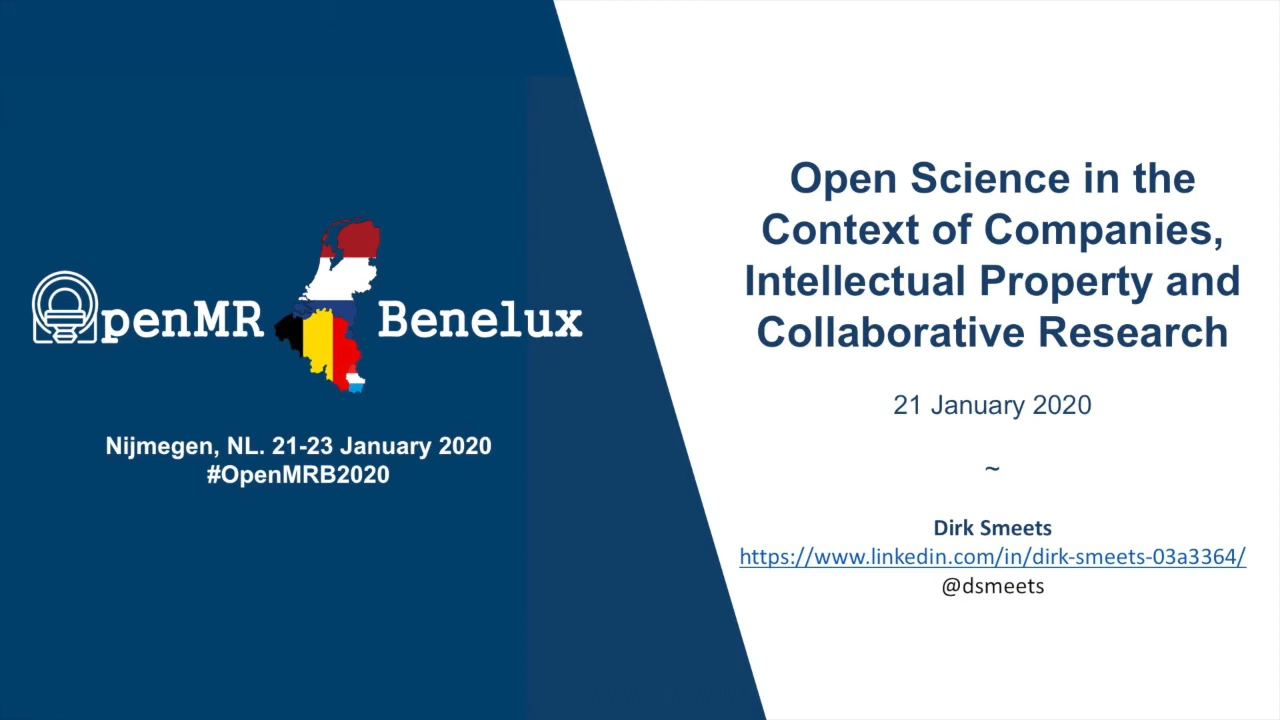 OpenMR Benelux
Nijmegen, NL. 21-23 January 2020
#OpenMRB2020
Open Science in the
Context of Companies,
Intellectual Property and
Collaborative Research
21 January 2020
~
Dirk Smeets
https://www.linkedin.com/in/dirk-smeets-03a3364/
@dsmeets